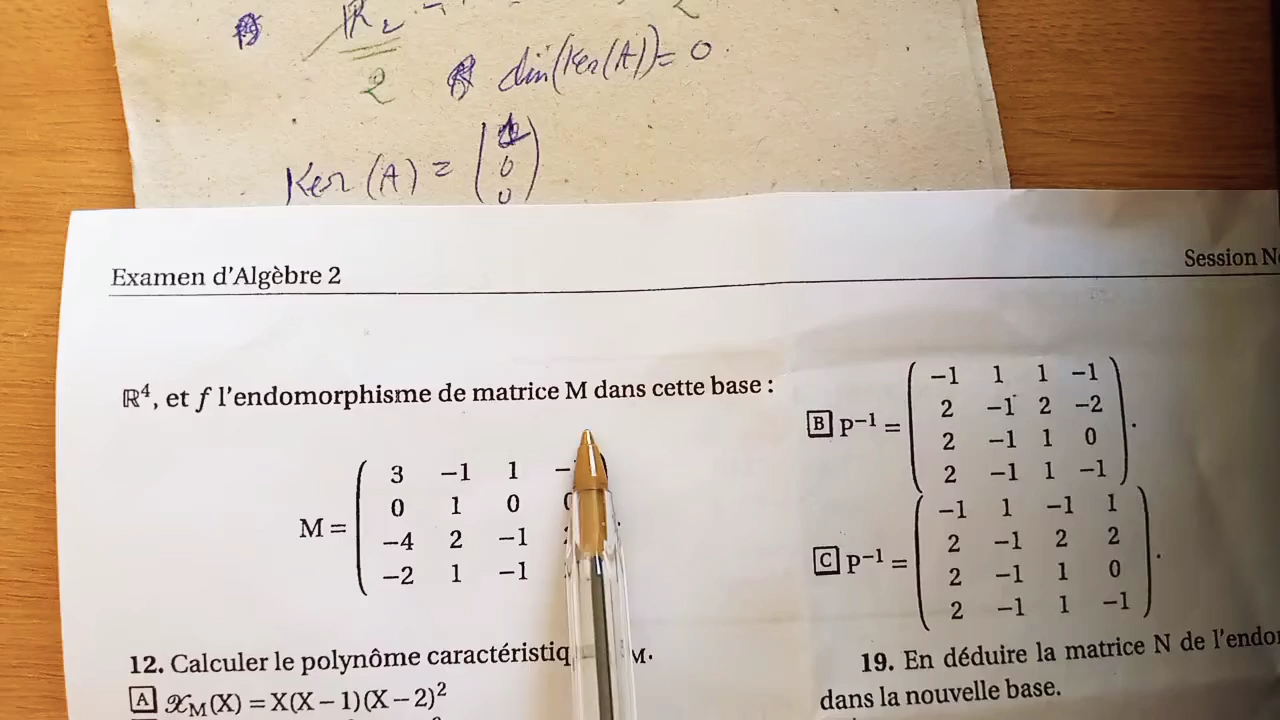 dim(Ker(A)) = 0
Ker (A) =
0
0
Examen d'Algèbre 2
Session
ℝ⁴, et f l'endomorphisme de matrice M dans cette base :
M =
3 −1 1
0 1 0
−4 2 −1
−2 1 −1
12. Calculer le polynôme M.
A 𝒳M(X) = X(X − 1)(X − 2)²
B P⁻¹ =
−1 1 1 −1
2 −1 2 −2
2 −1 1 0
2 −1 1 −1
.
C P⁻¹ =
−1 1 −1 1
2 −1 2 2
2 −1 1 0
2 −1 1 −1
.
19. En déduire la matrice N de
dans la nouvelle base.